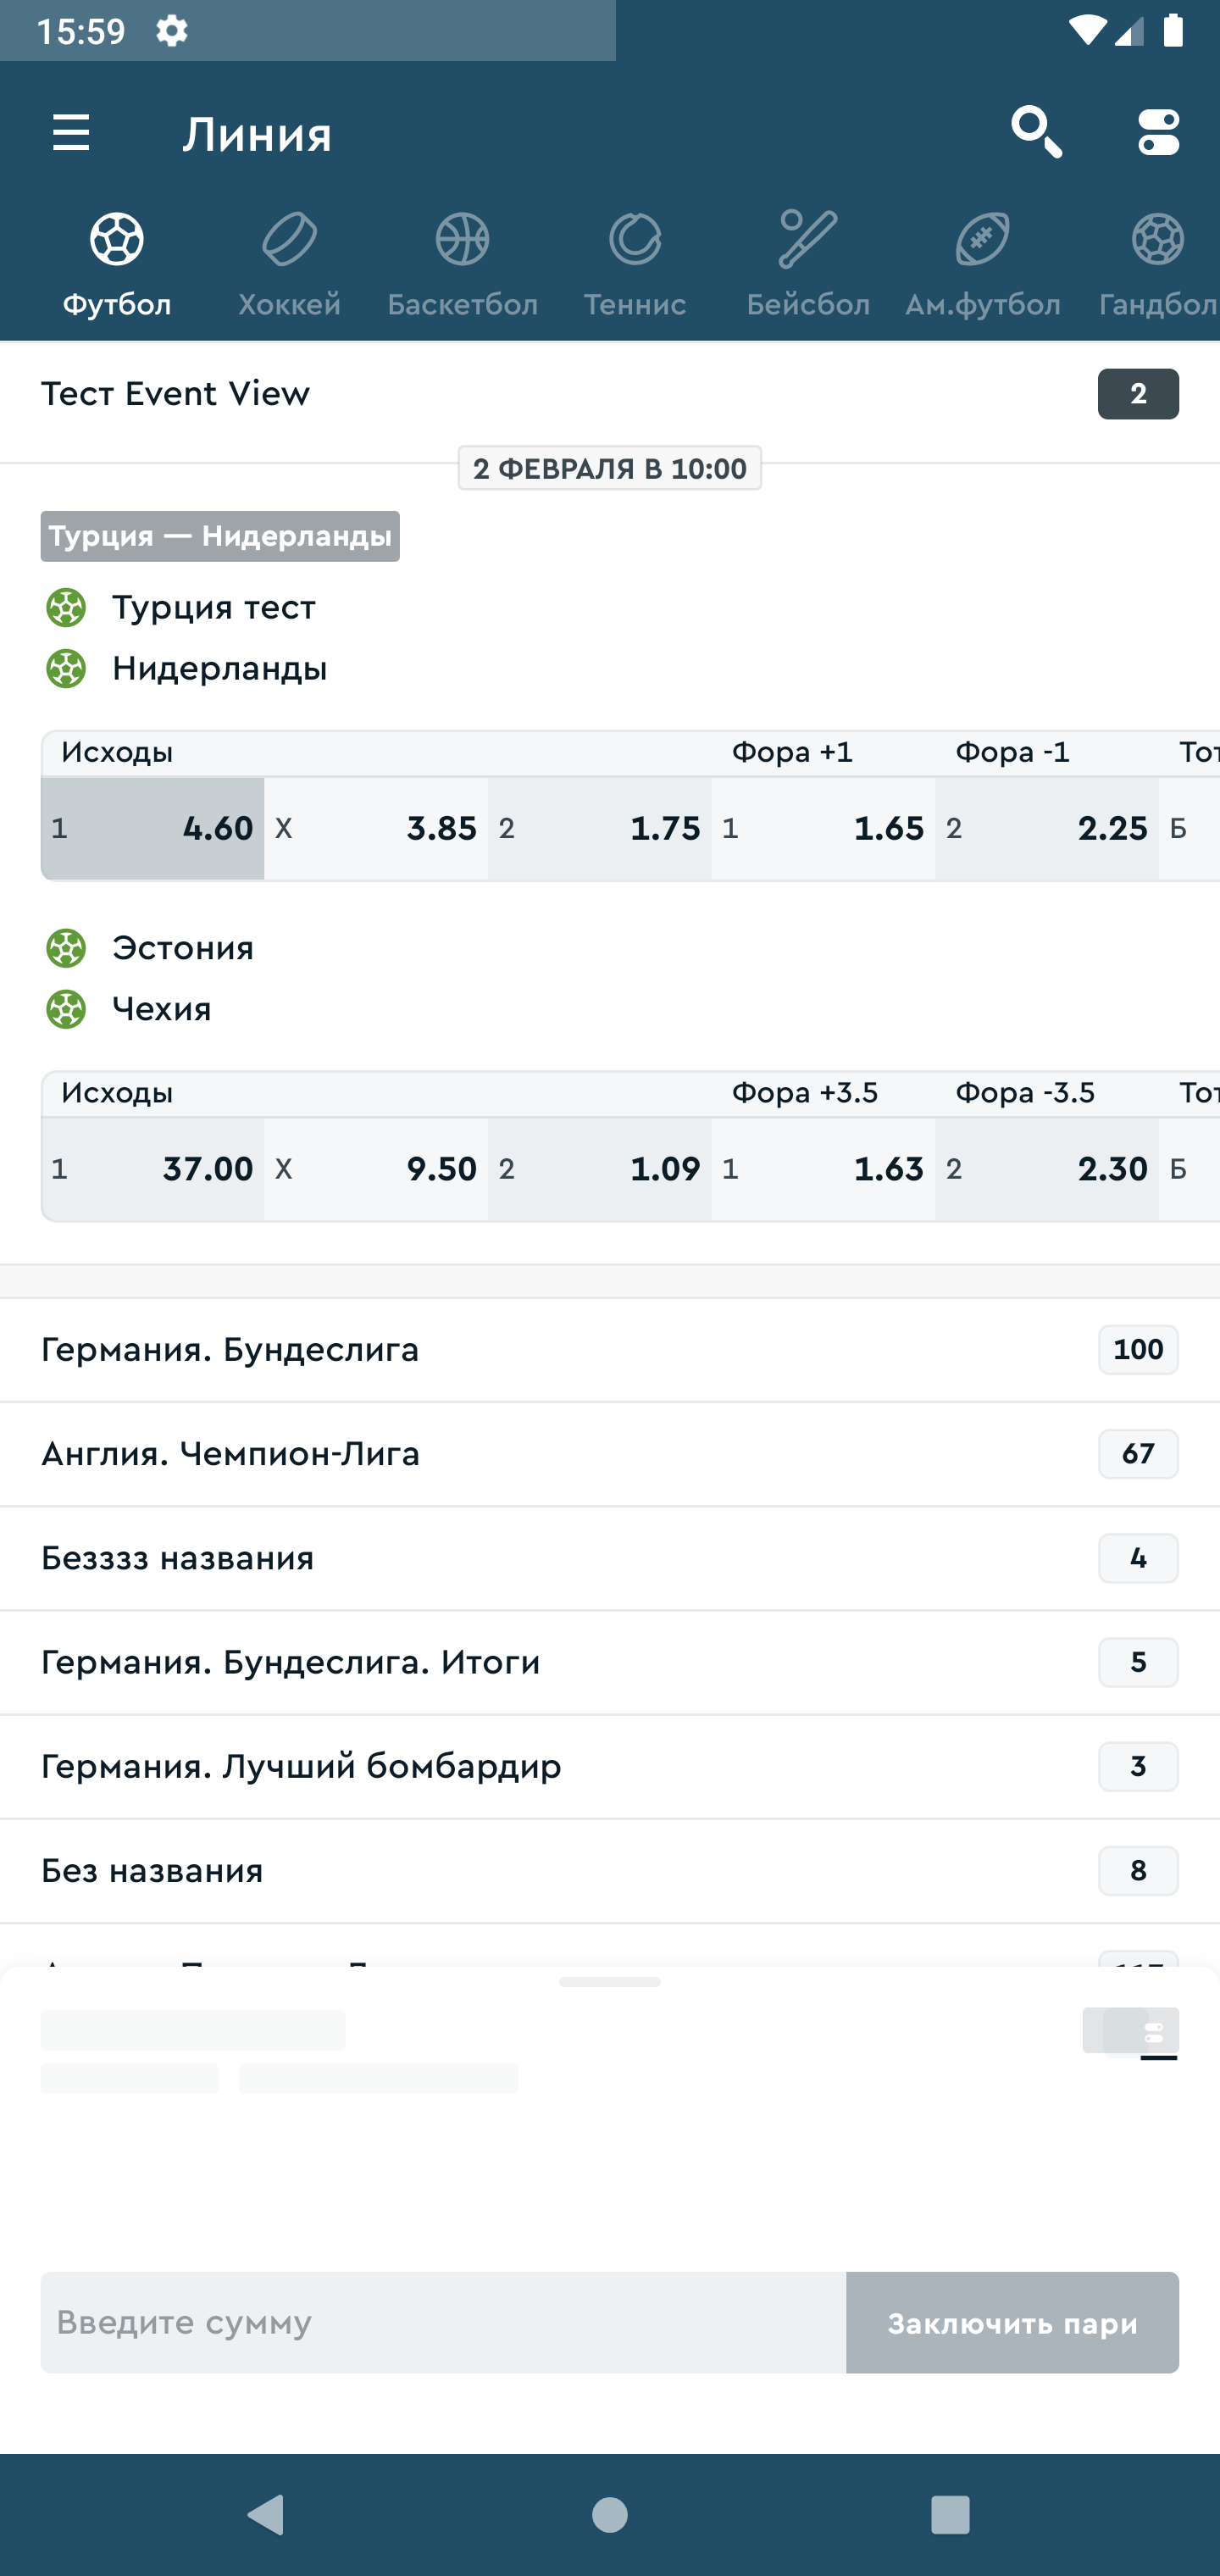 15:59
Линия
Футбол Хоккей Баскетбол Теннис Бейсбол Ам.футбол Гандбол
Тест Event View 2
2 ФЕВРАЛЯ В 10:00
Турция — Нидерланды
Турция тест
Нидерланды
Исходы Фора +1 Фора -1
1 4.60 X 3.85 2 1.75 1 1.65 2 2.25 Б
Эстония
Чехия
Исходы Фора +3.5 Фора -3.5
1 37.00 X 9.50 2 1.09 1 1.63 2 2.30 Б
Германия. Бундеслига 100
Англия. Чемпион-Лига 67
Безззз названия 4
Германия. Бундеслига. Итоги 5
Германия. Лучший бомбардир 3
Без названия 8
Введите сумму Заключить пари